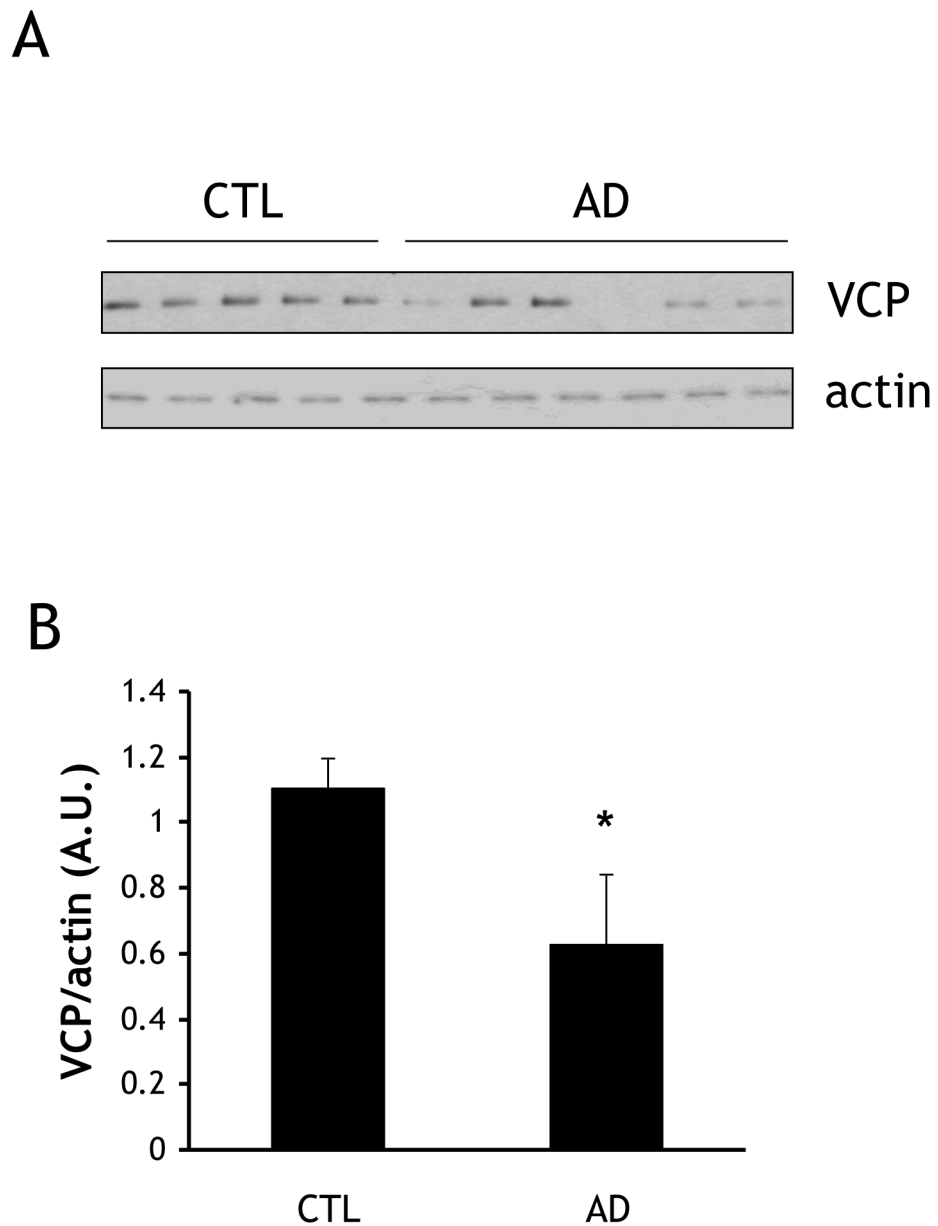 A
CTL AD
VCP
actin
B
1.4
1.2
1
0.8
0.6
0.4
0.2
0
VCP/actin (A.U.)
*
CTL AD